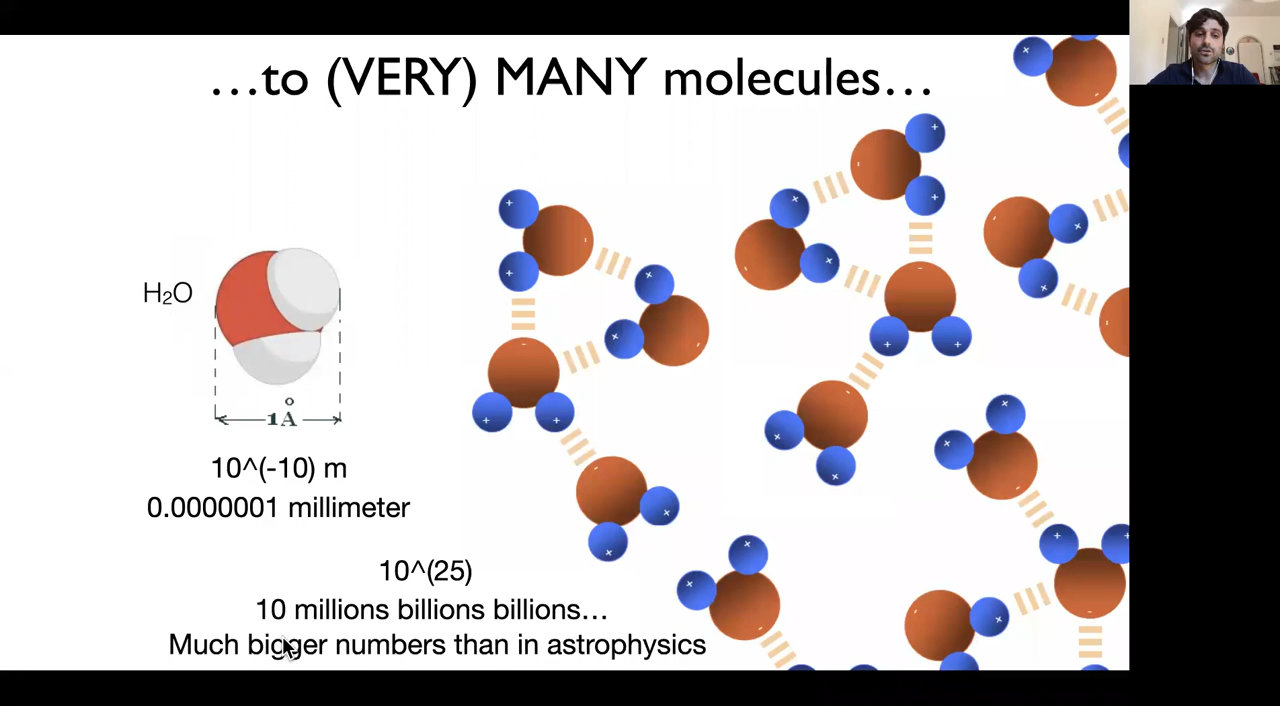 …to (VERY) MANY molecules…
H₂O
1Å
10^(-10) m
0.0000001 millimeter
10^(25)
10 millions billions billions…
Much bigger numbers than in astrophysics